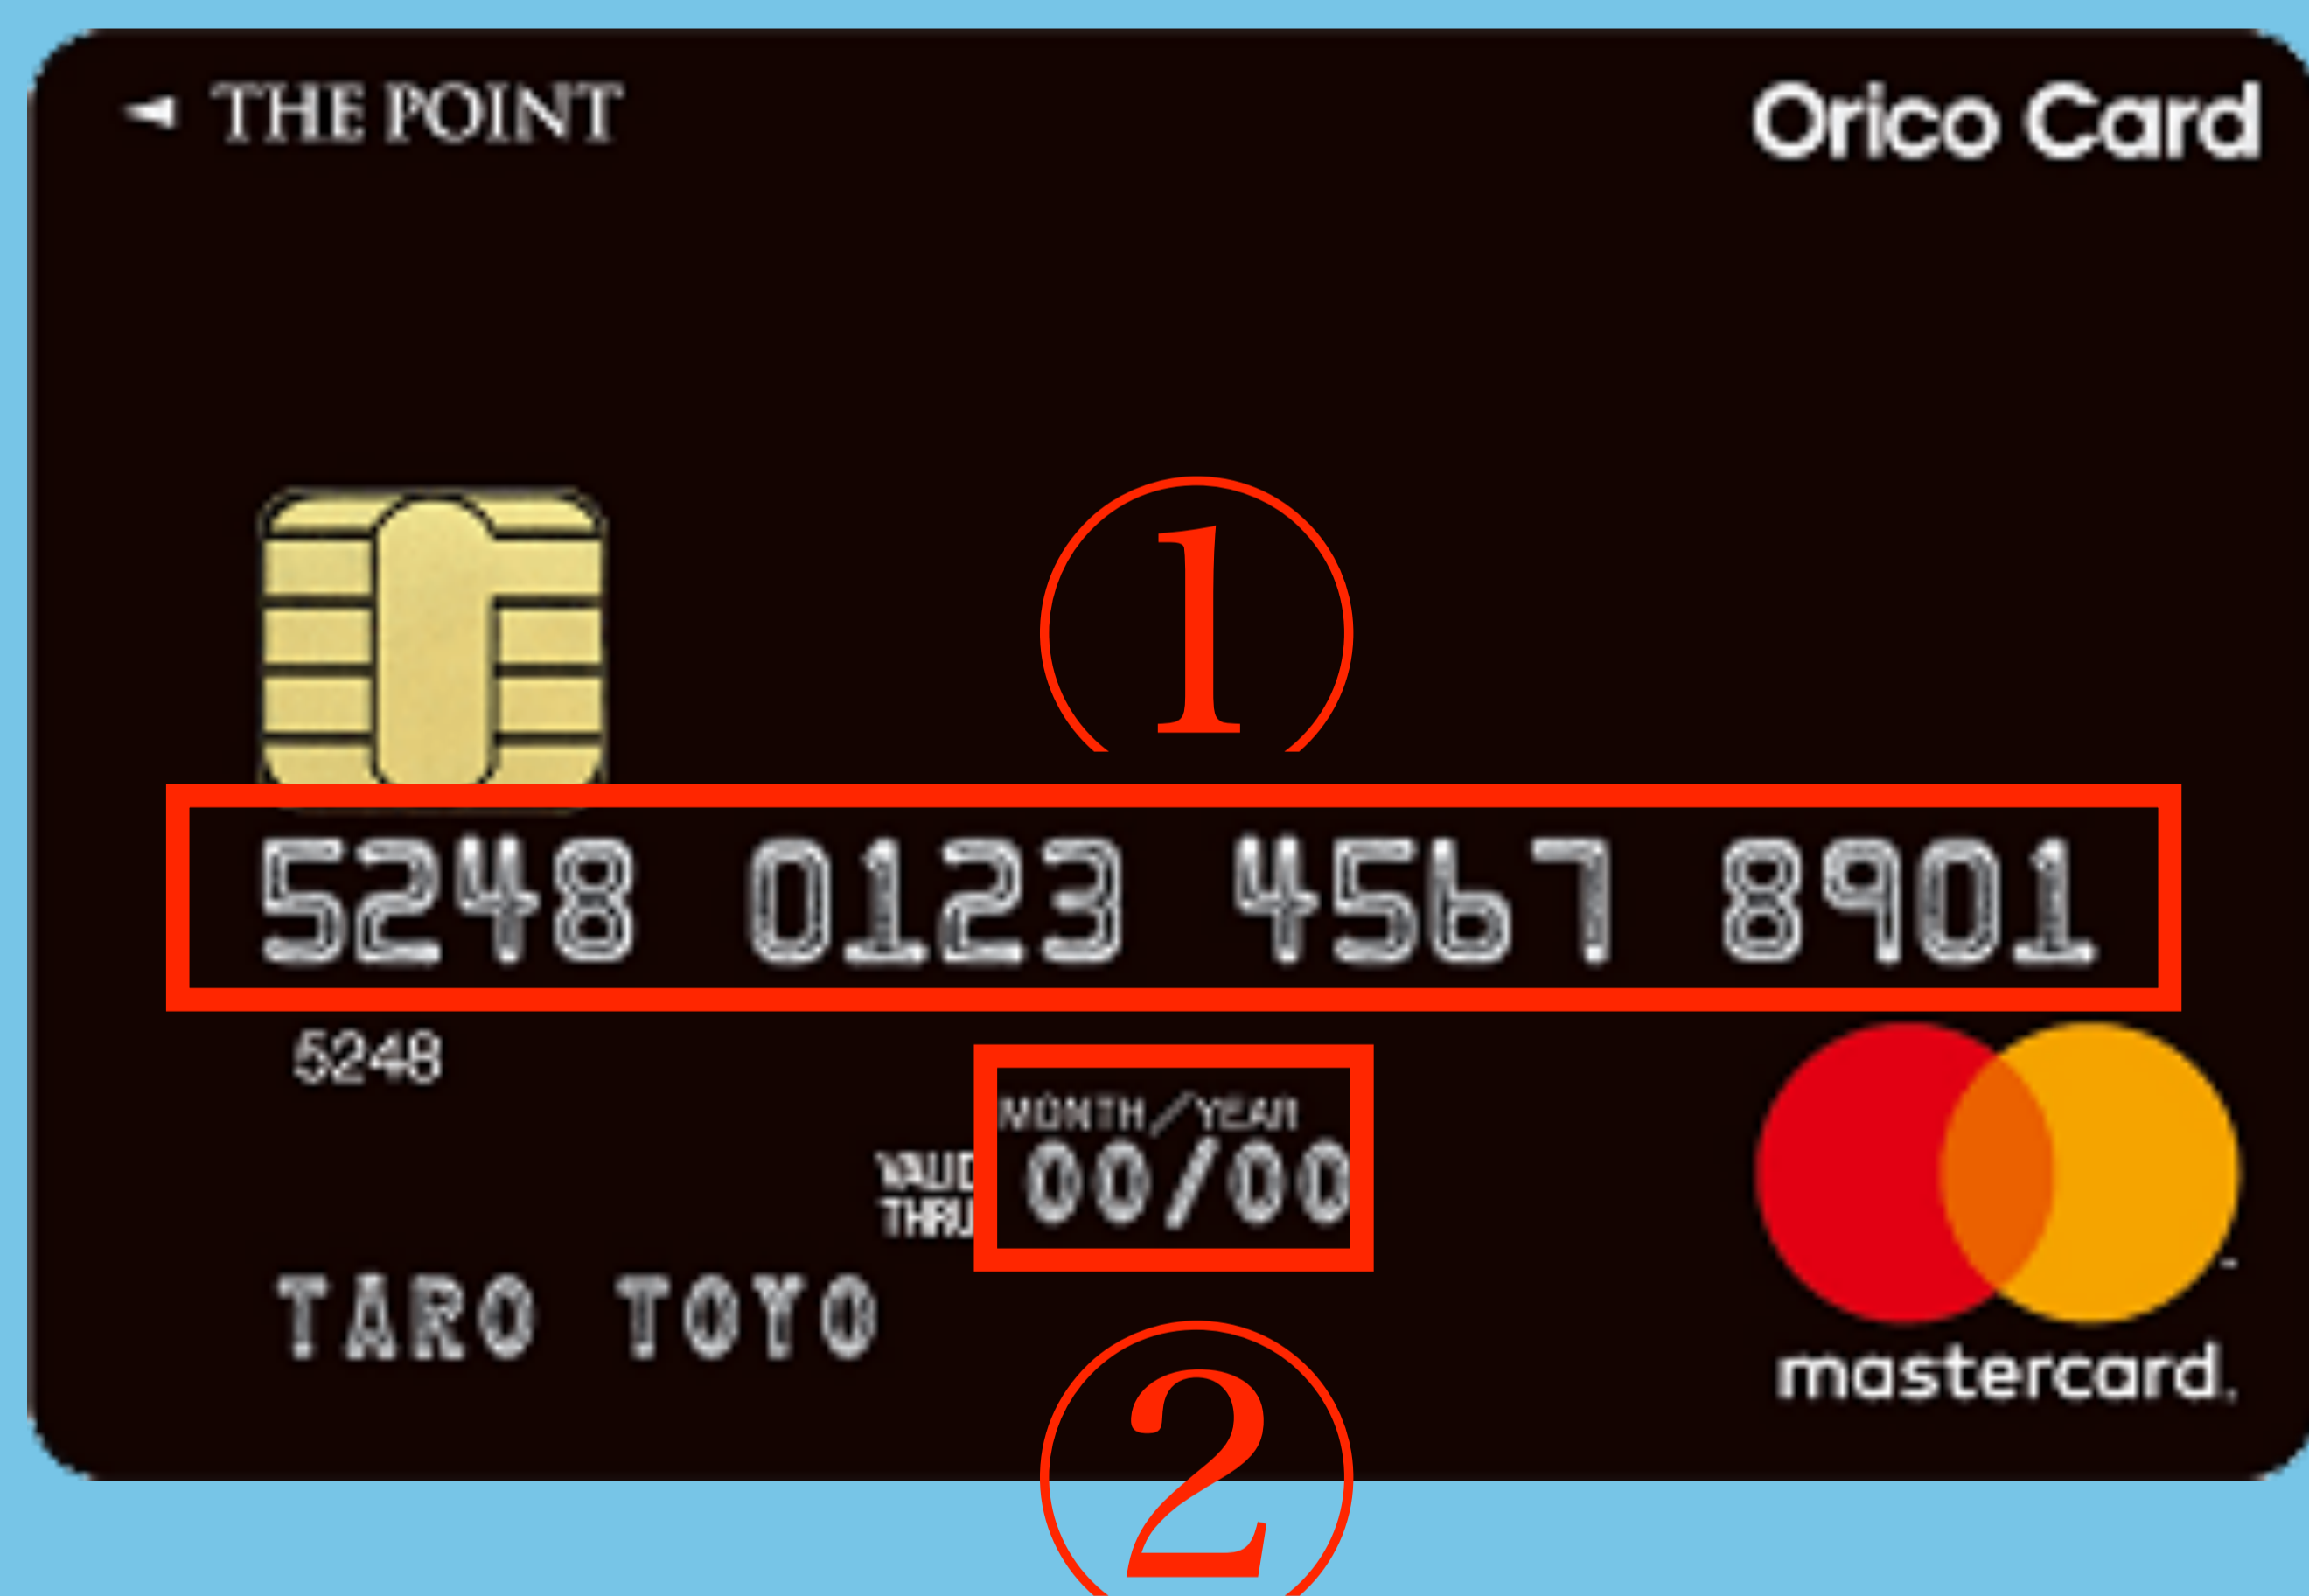 THE POINT
Orico Card
①
5248 0123 4567 8901
5248
MONTH/YEAR
VALID THRU 00/00
TARO TOYO
mastercard.
②